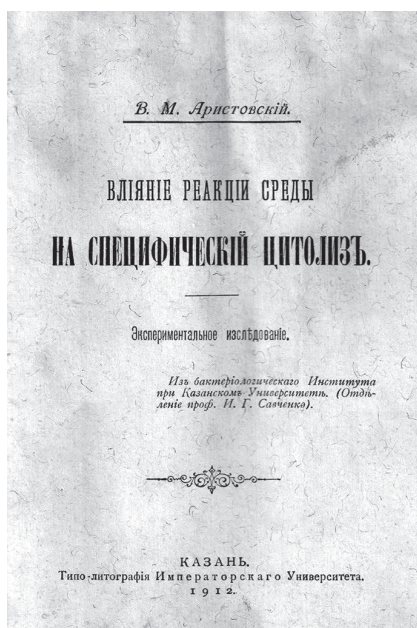 В. М. Аристовскій.
ВЛІЯНІЕ РЕАКЦІИ СРЕДЫ
НА СПЕЦИФИЧЕСКІЙ ЦИТОЛИЗЪ.
Экспериментальное изслѣдованіе.
Изъ бактеріологическаго Института
при Казанскомъ Университетѣ. (Отдѣ-
леніе проф. И. Г. Савченко).
КАЗАНЬ.
Типо-литографія Императорскаго Университета.
1912.